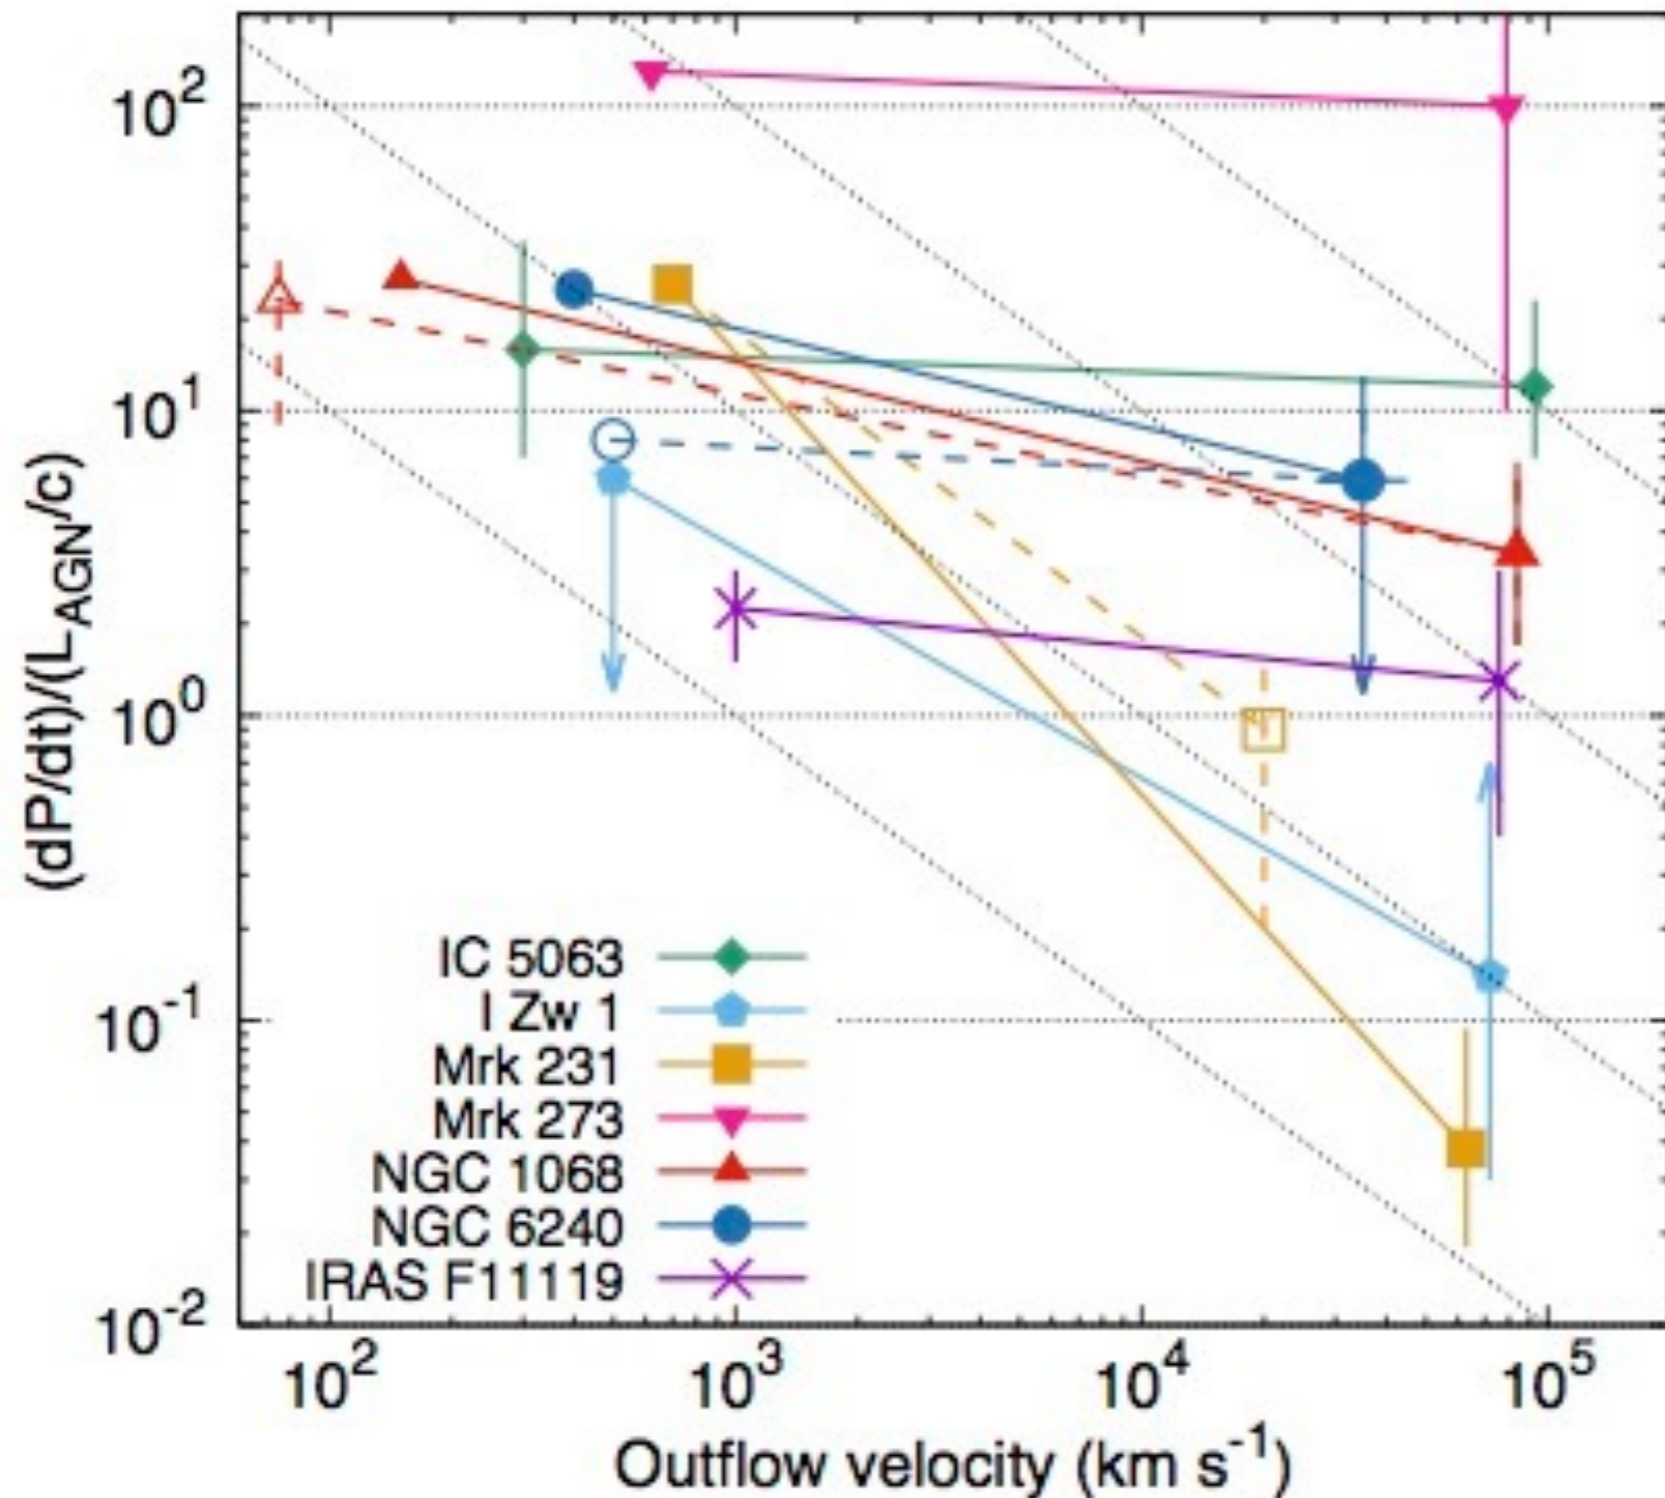 (dP/dt)/(L_AGN/c)
10^2
10^1
10^0
10^-1
10^-2
IC 5063
I Zw 1
Mrk 231
Mrk 273
NGC 1068
NGC 6240
IRAS F11119
10^2 10^3 10^4 10^5
Outflow velocity (km s^-1)